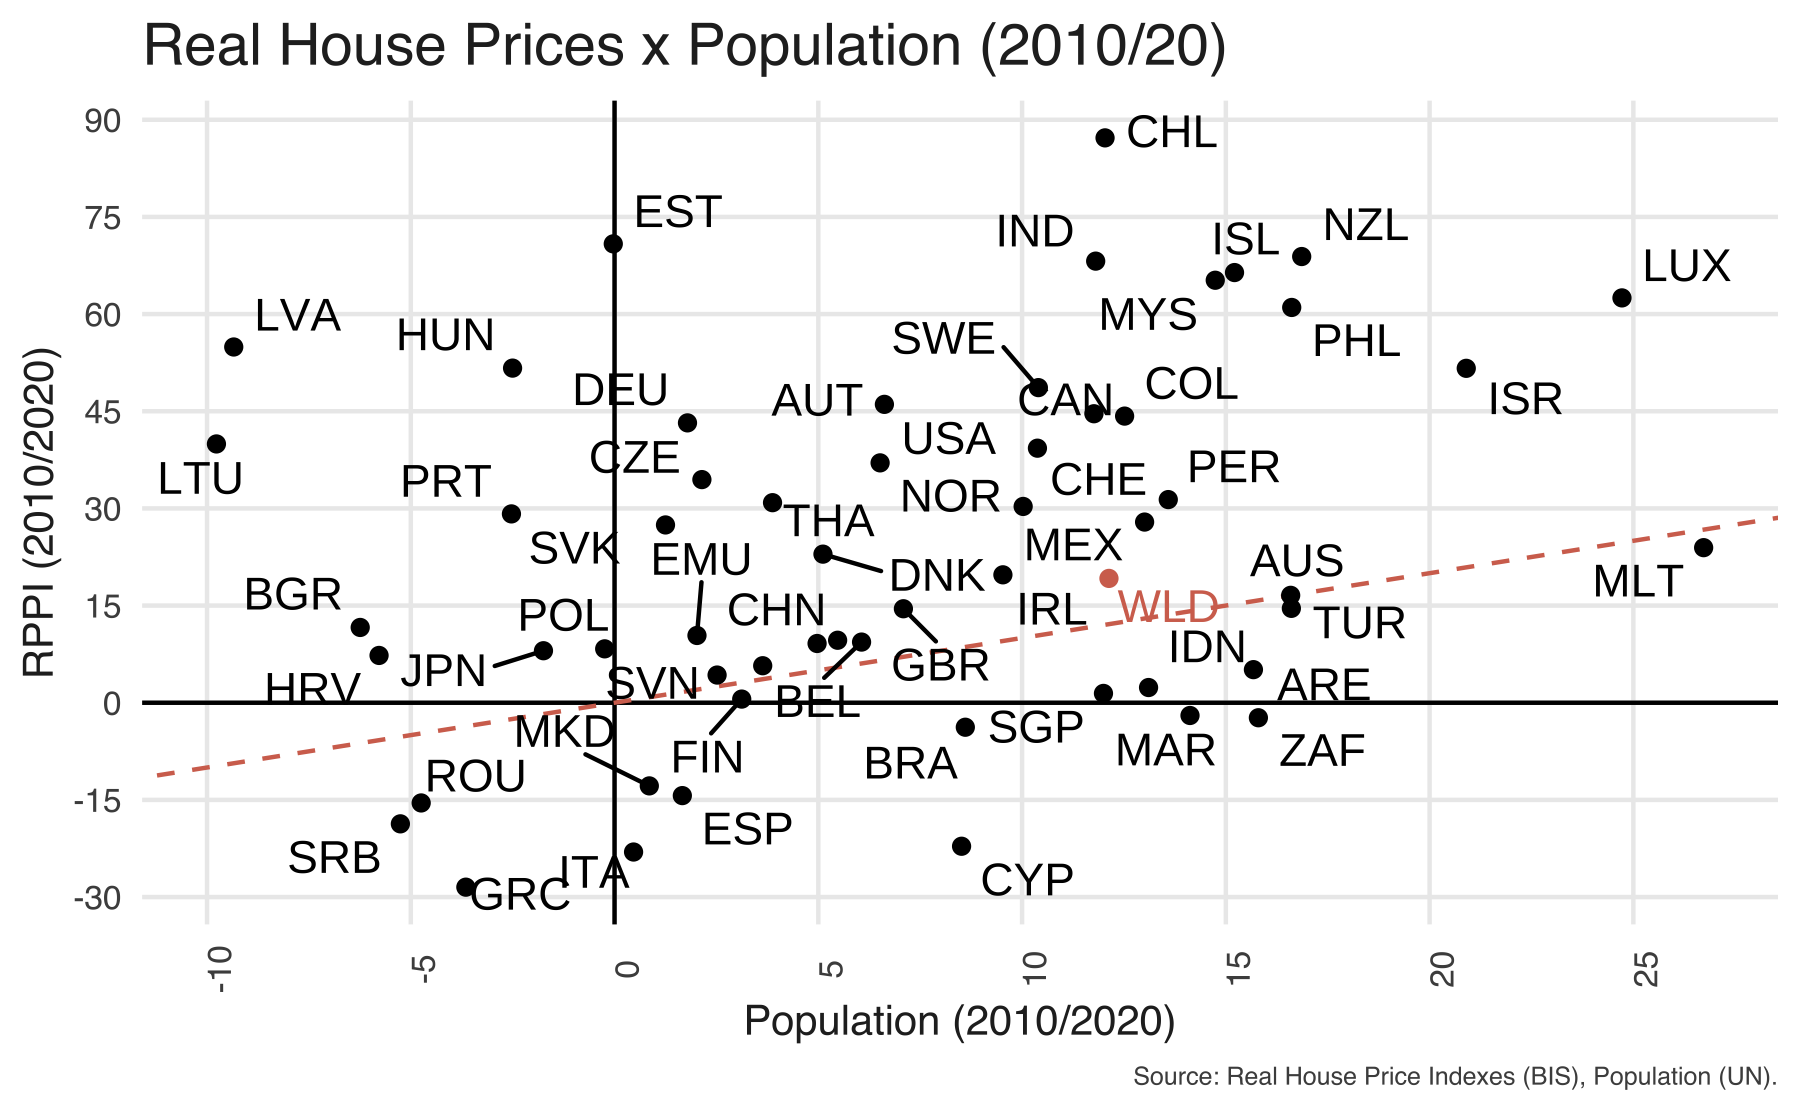 Real House Prices x Population (2010/20)
90
CHL
75
EST
NZL
IND
ISL
LUX
60
LVA
MYS
HUN
SWE
PHL
DEU
COL
AUT
CAN
ISR
45
USA
CZE
PER
LTU
PRT
CHE
NOR
30
THA
SVK
MEX
EMU
AUS
DNK
MLT
BGR
15
CHN
IRL
WLD
POL
TUR
IDN
GBR
JPN
SVN
ARE
HRV
BEL
0
SGP
MKD
MAR
ZAF
FIN
BRA
ROU
-15
ESP
SRB
ITA
CYP
GRC
-30
RPPI (2010/2020)
-10
-5
0
5
10
15
20
25
Population (2010/2020)
Source: Real House Price Indexes (BIS), Population (UN).